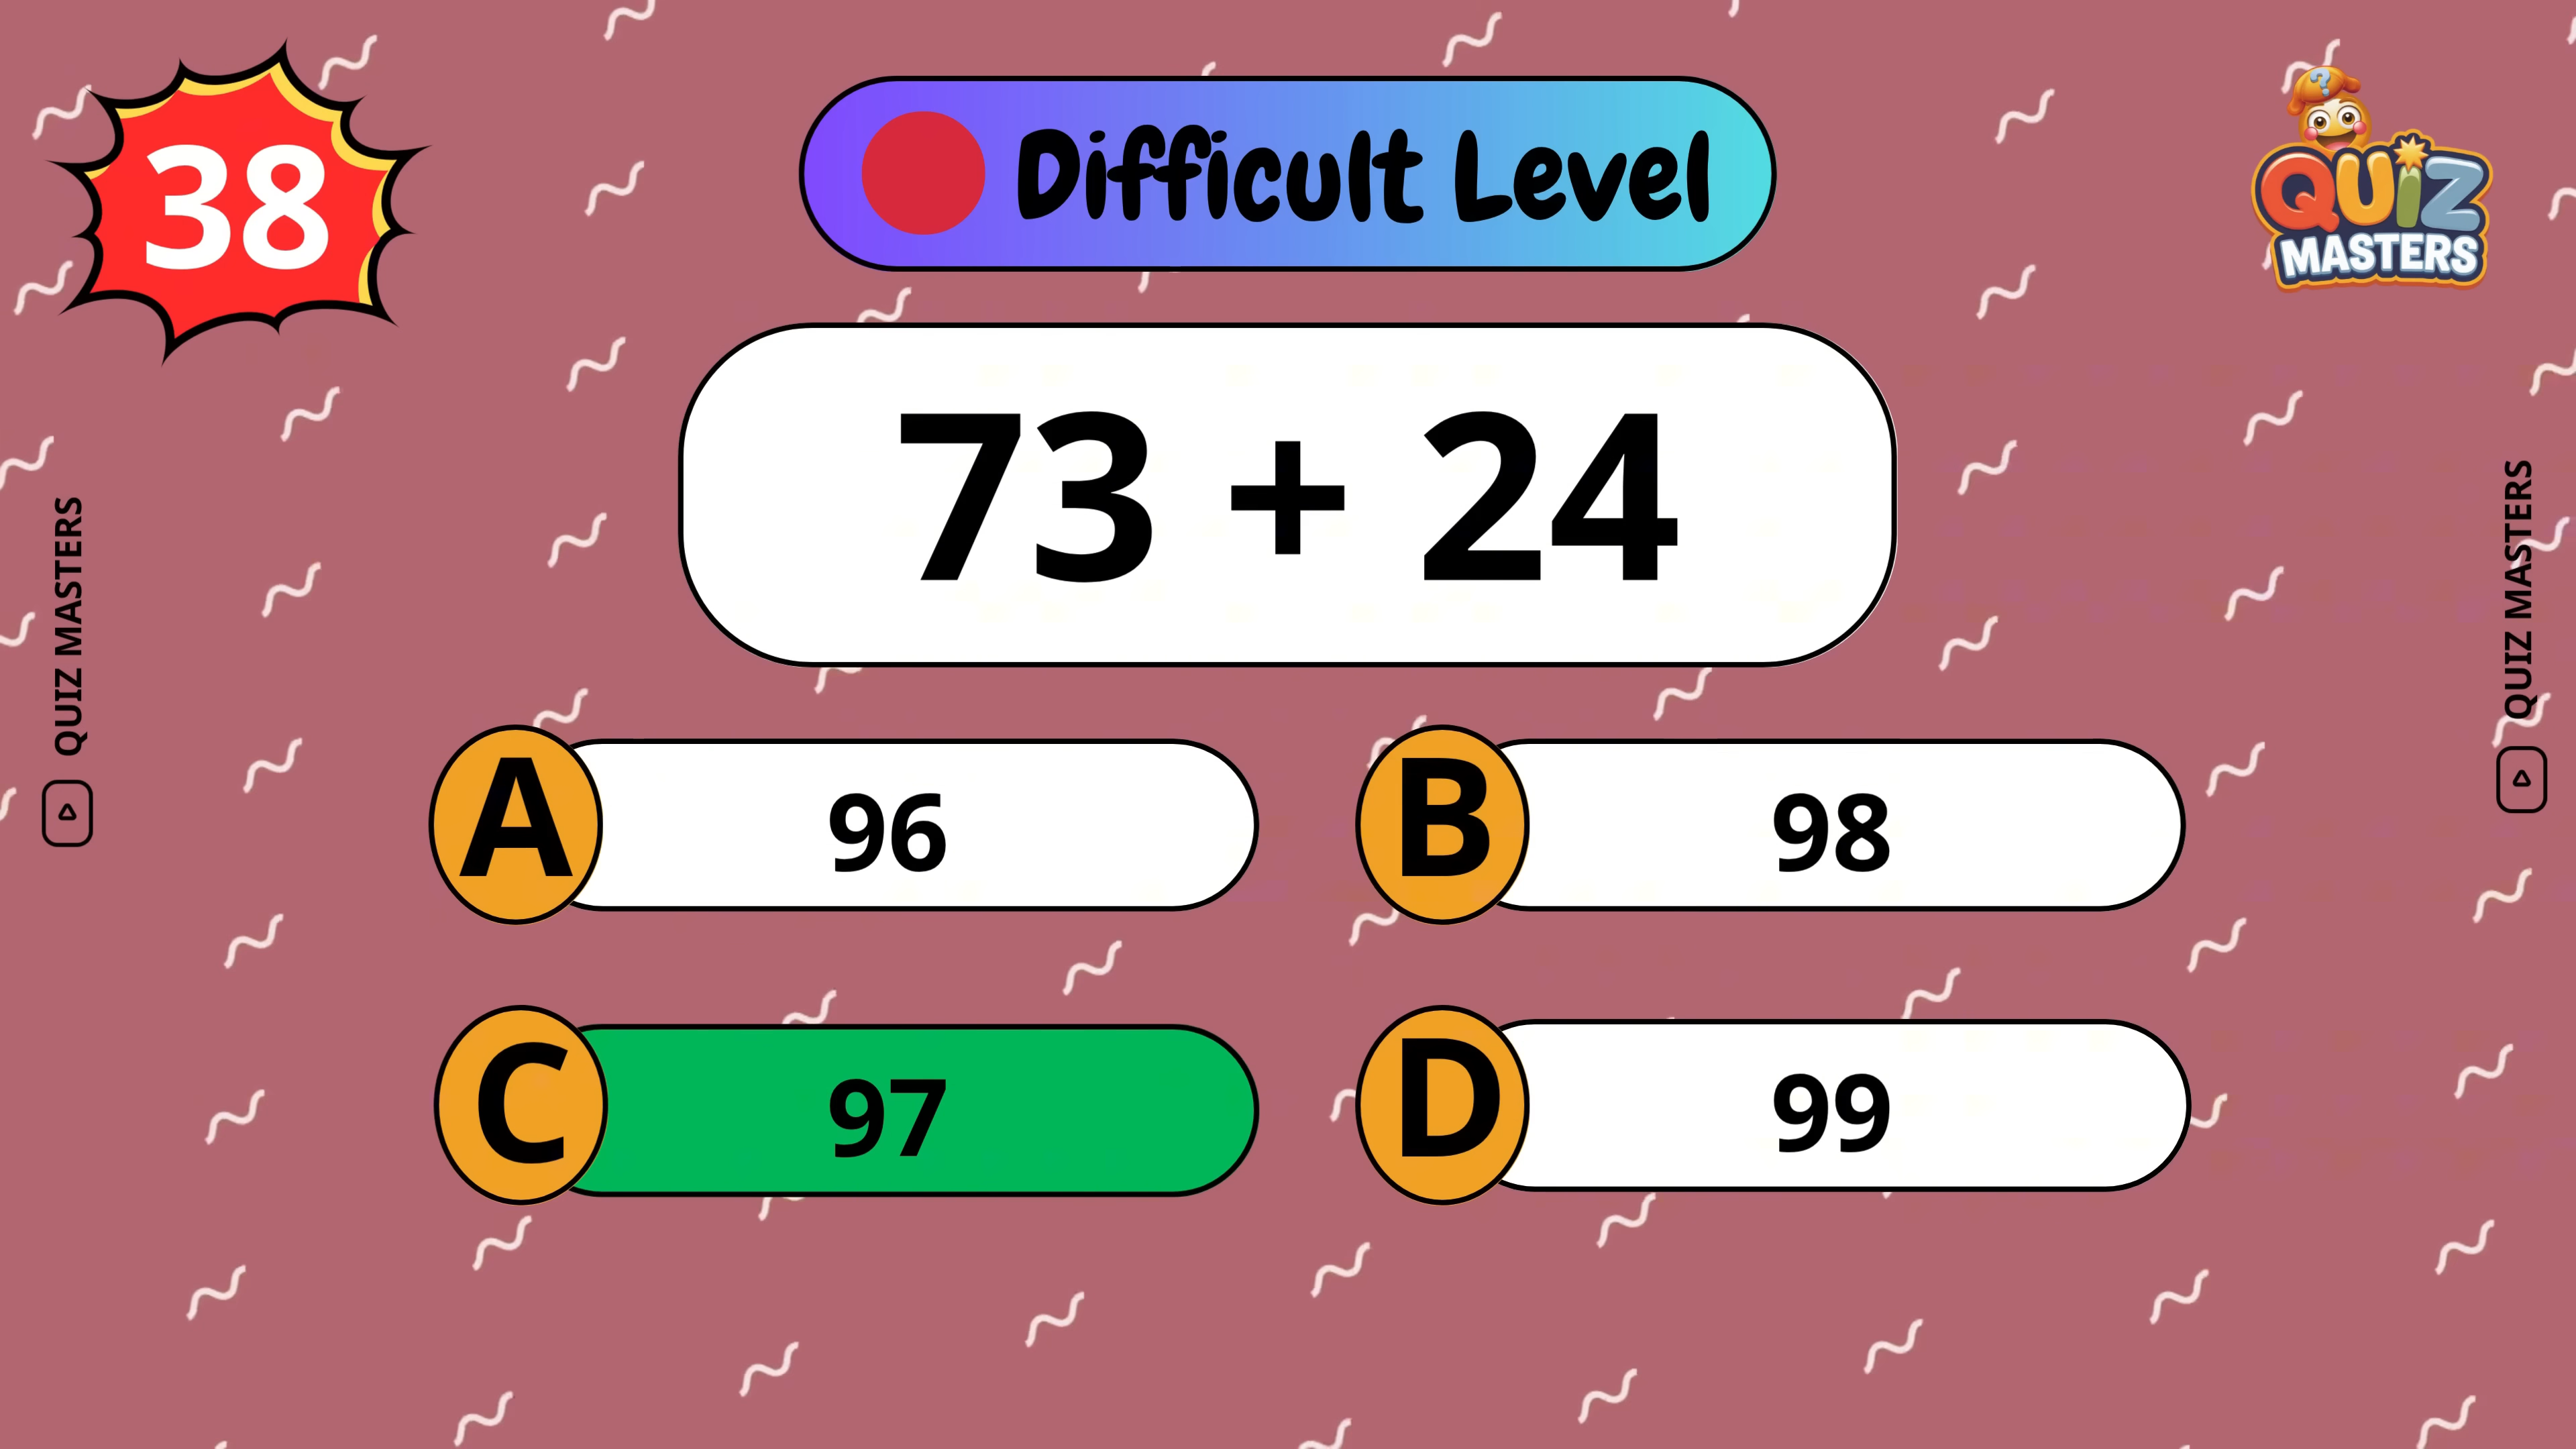 38
Difficult Level
?
QUIZ
MASTERS
73 + 24
QUIZ MASTERS
QUIZ MASTERS
A
96
B
98
C
97
D
99